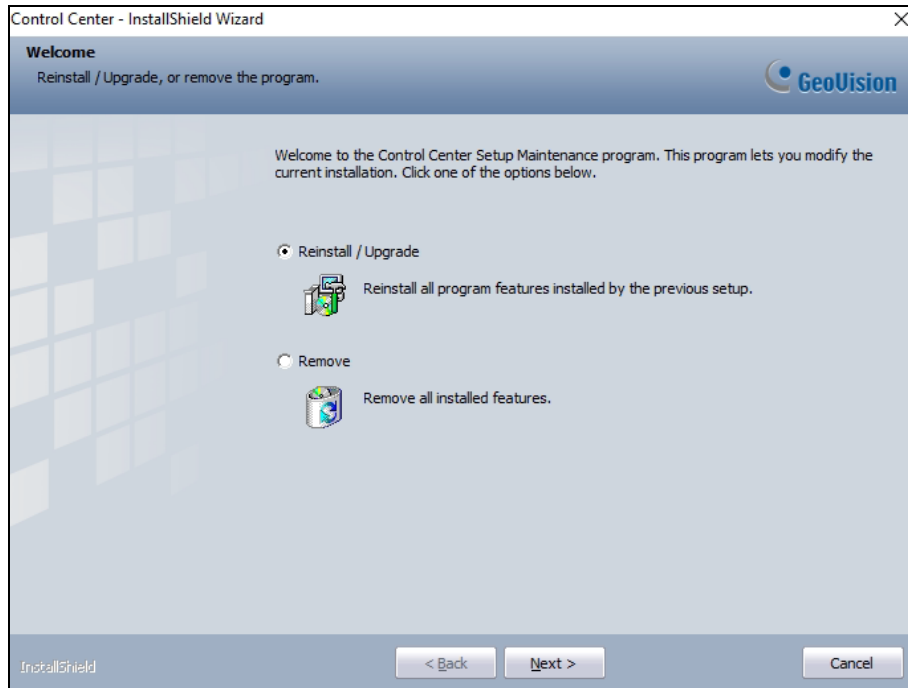 Control Center - InstallShield Wizard
Welcome
Reinstall / Upgrade, or remove the program.
GeoVision
Welcome to the Control Center Setup Maintenance program. This program lets you modify the
current installation. Click one of the options below.
Reinstall / Upgrade
Reinstall all program features installed by the previous setup.
Remove
Remove all installed features.
InstallShield
< Back
Next >
Cancel